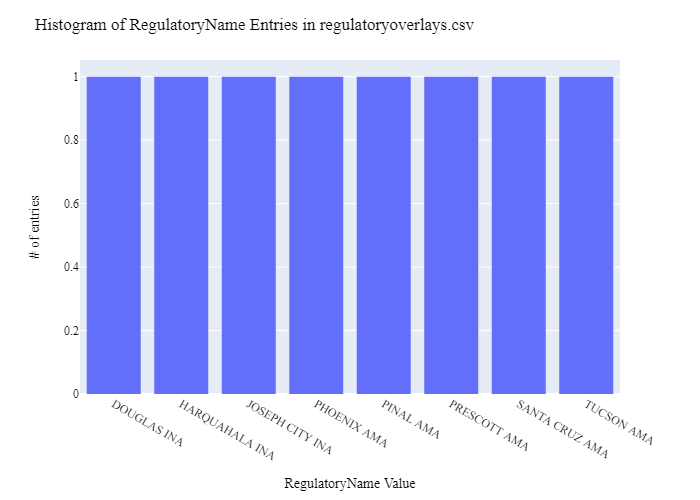 Histogram of RegulatoryName Entries in regulatoryoverlays.csv
1
0.8
0.6
0.4
0.2
0
# of entries
DOUGLAS INA
HARQUAHALA INA
JOSEPH CITY INA
PHOENIX AMA
PINAL AMA
PRESCOTT AMA
SANTA CRUZ AMA
TUCSON AMA
RegulatoryName Value